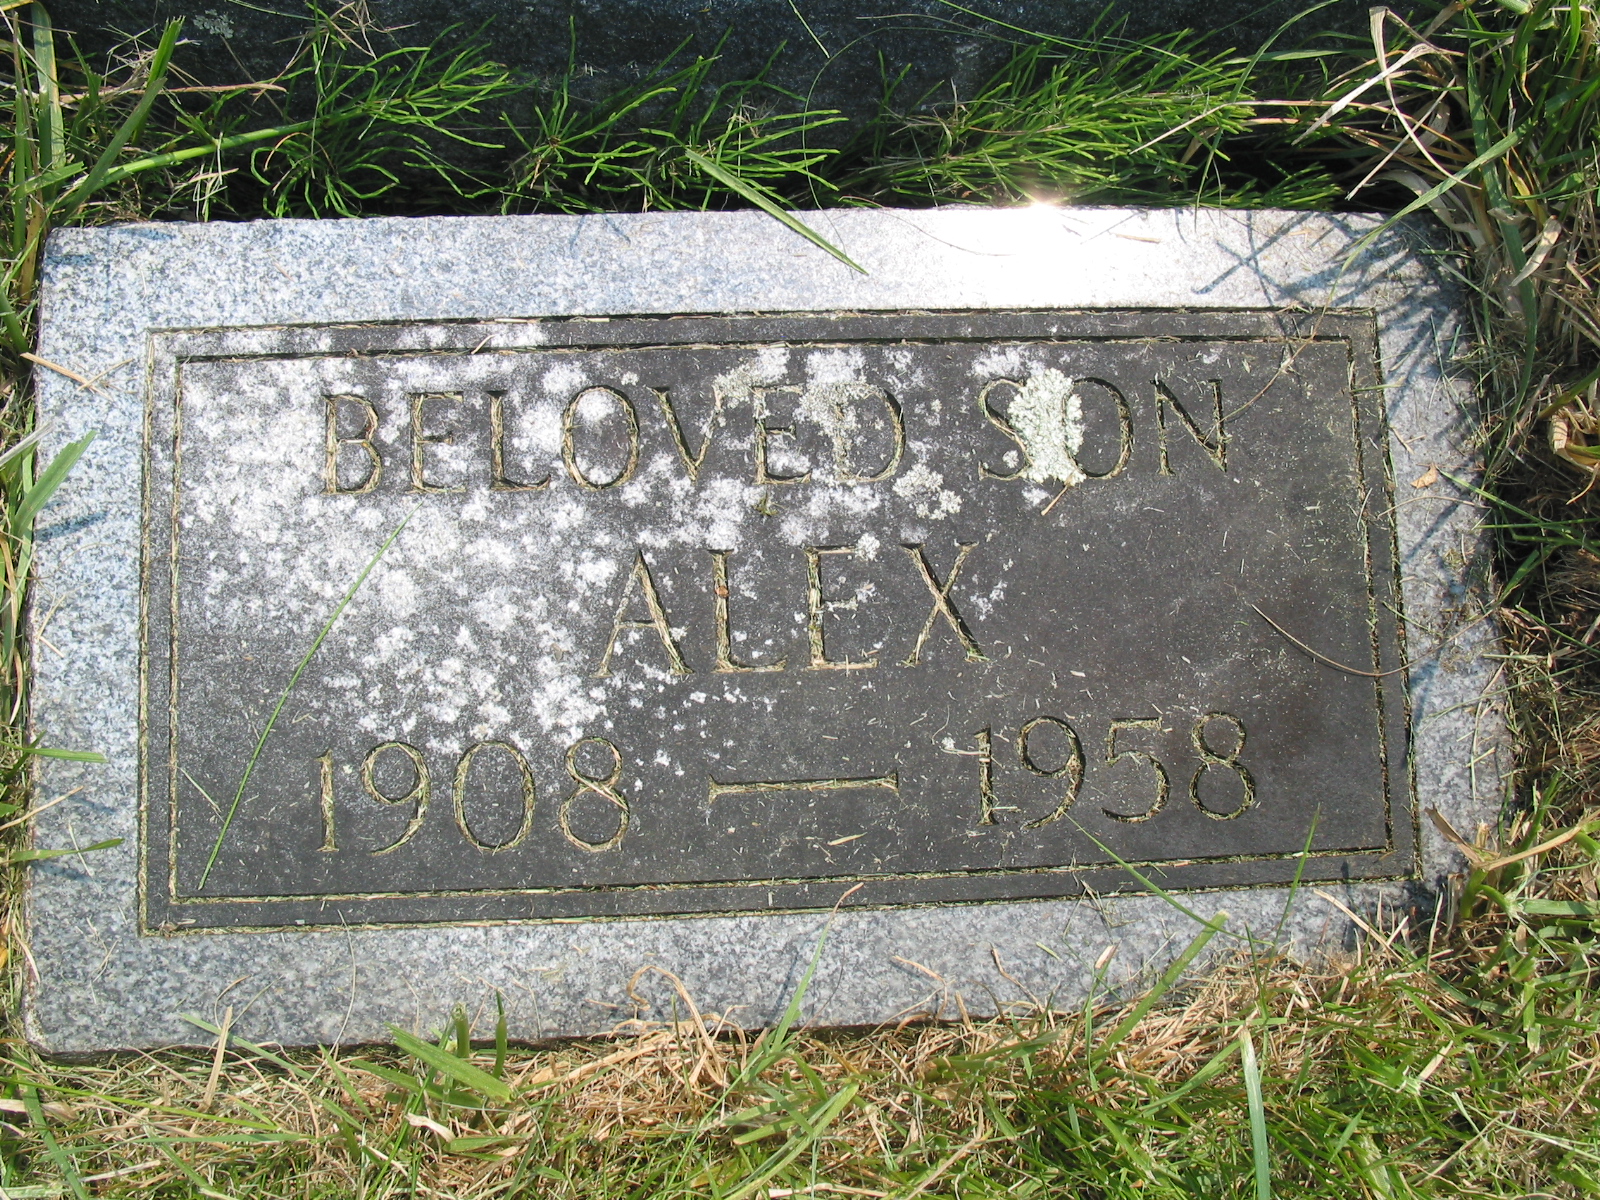 BELOVED SON
ALEX
1908 — 1958